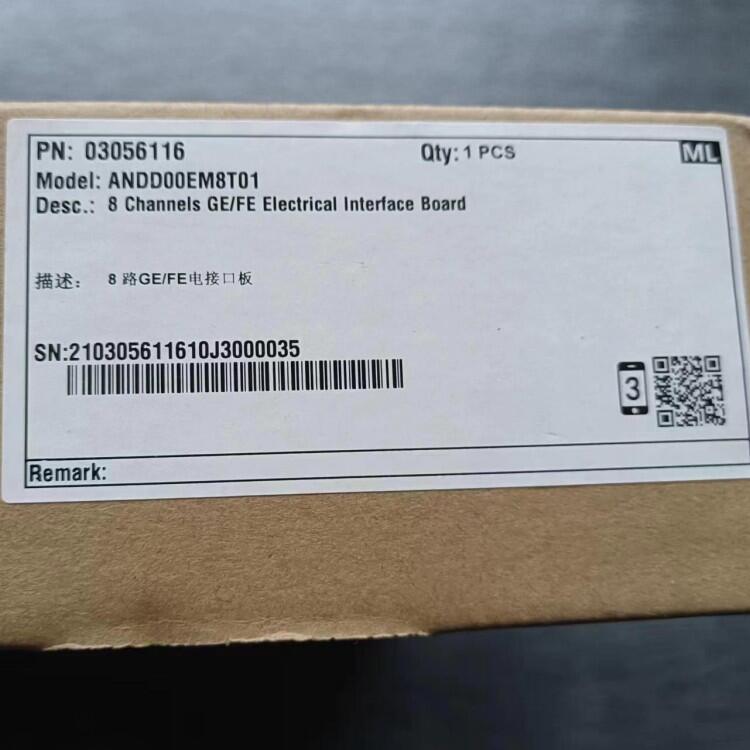 PN: 03056116 Qty: 1 PCS ML
Model: ANDD00EM8T01
Desc.: 8 Channels GE/FE Electrical Interface Board
描述: 8 路GE/FE电接口板
SN:210305611610J3000035
3
Remark: